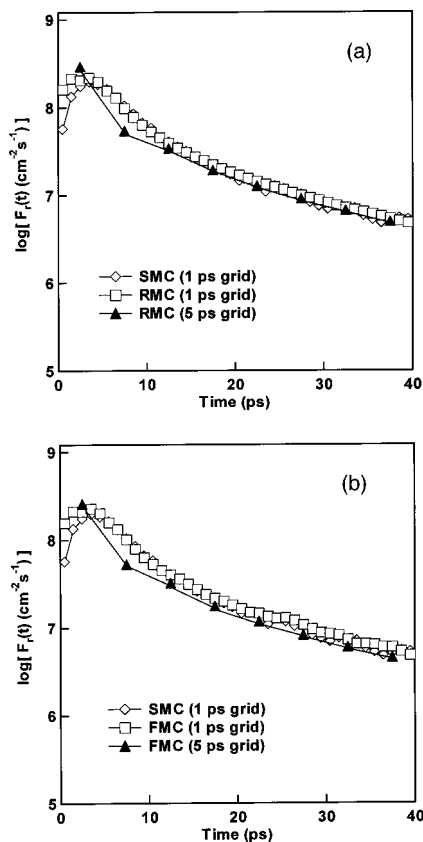 (a)
9
8
7
6
5
log[ F_r(t) (cm⁻²s⁻¹) ]
SMC (1 ps grid)
RMC (1 ps grid)
RMC (5 ps grid)
0 10 20 30 40
Time (ps)
(b)
9
8
7
6
5
log[ F_r(t) (cm⁻²s⁻¹) ]
SMC (1 ps grid)
FMC (1 ps grid)
FMC (5 ps grid)
0 10 20 30 40
Time (ps)